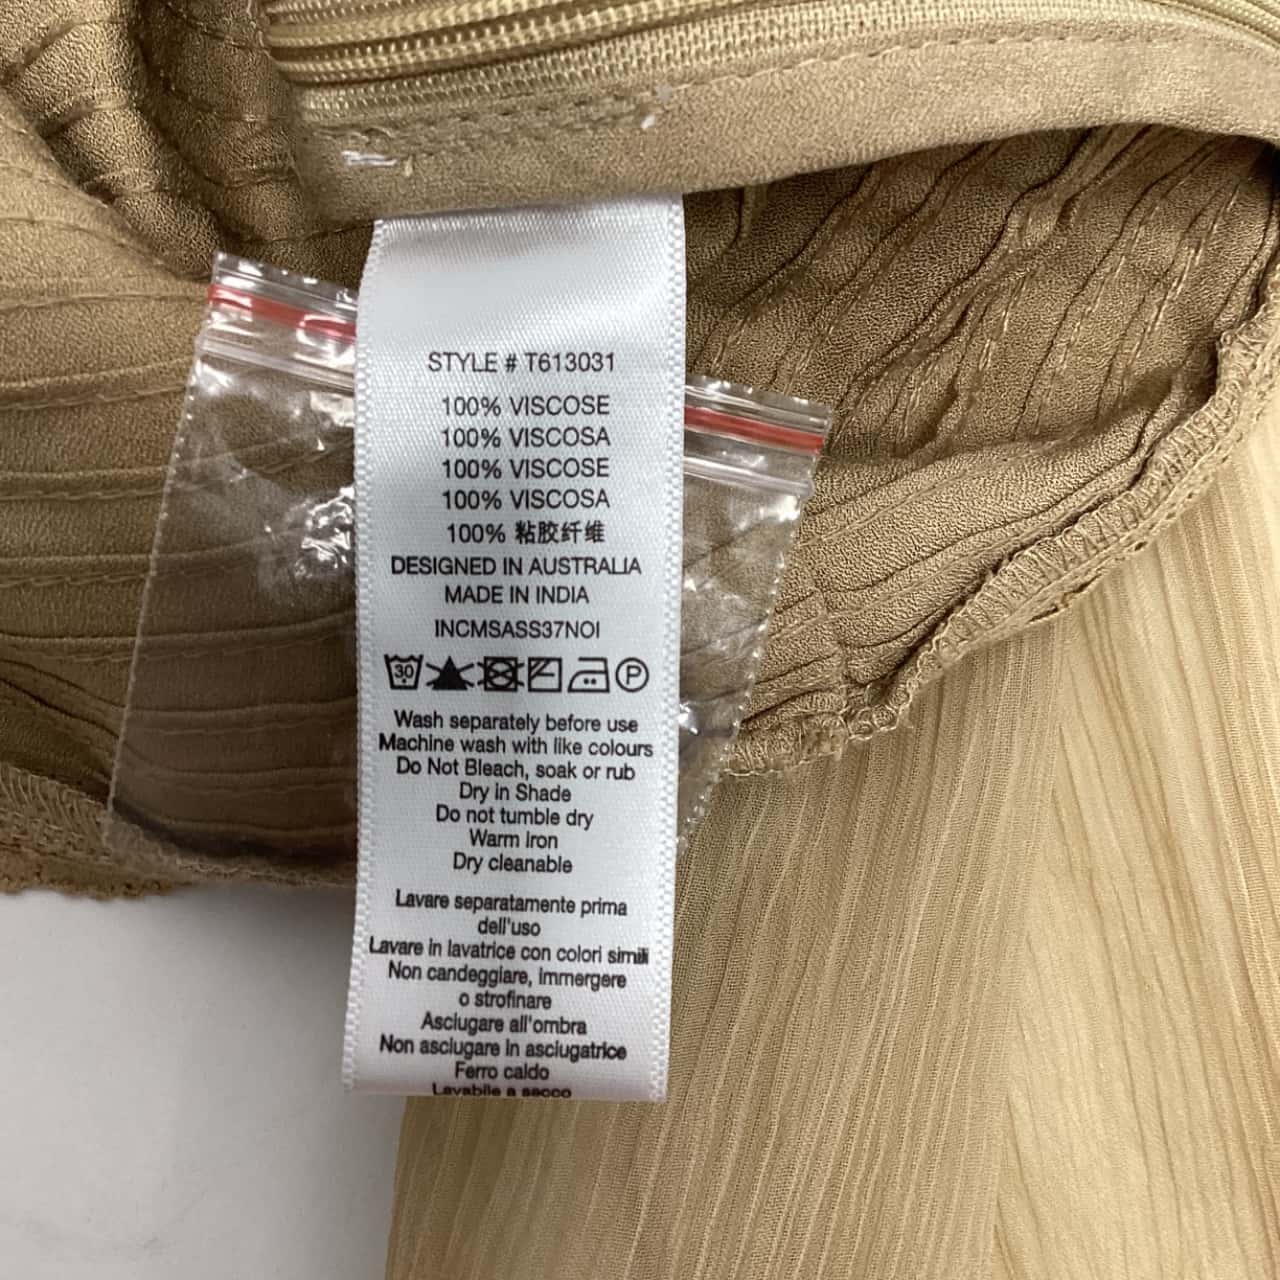 STYLE # T613031
100% VISCOSE
100% VISCOSA
100% VISCOSE
100% VISCOSA
100% 粘胶纤维
DESIGNED IN AUSTRALIA
MADE IN INDIA
INCMSASS37NOI
30 P
Wash separately before use
Machine wash with like colours
Do Not Bleach, soak or rub
Dry in Shade
Do not tumble dry
Warm Iron
Dry cleanable
Lavare separatamente prima
dell'uso
Lavare in lavatrice con colori simili
Non candeggiare, immergere
o strofinare
Asciugare all'ombra
Non asciugare in asciugatrice
Ferro caldo
Lavabile a secco